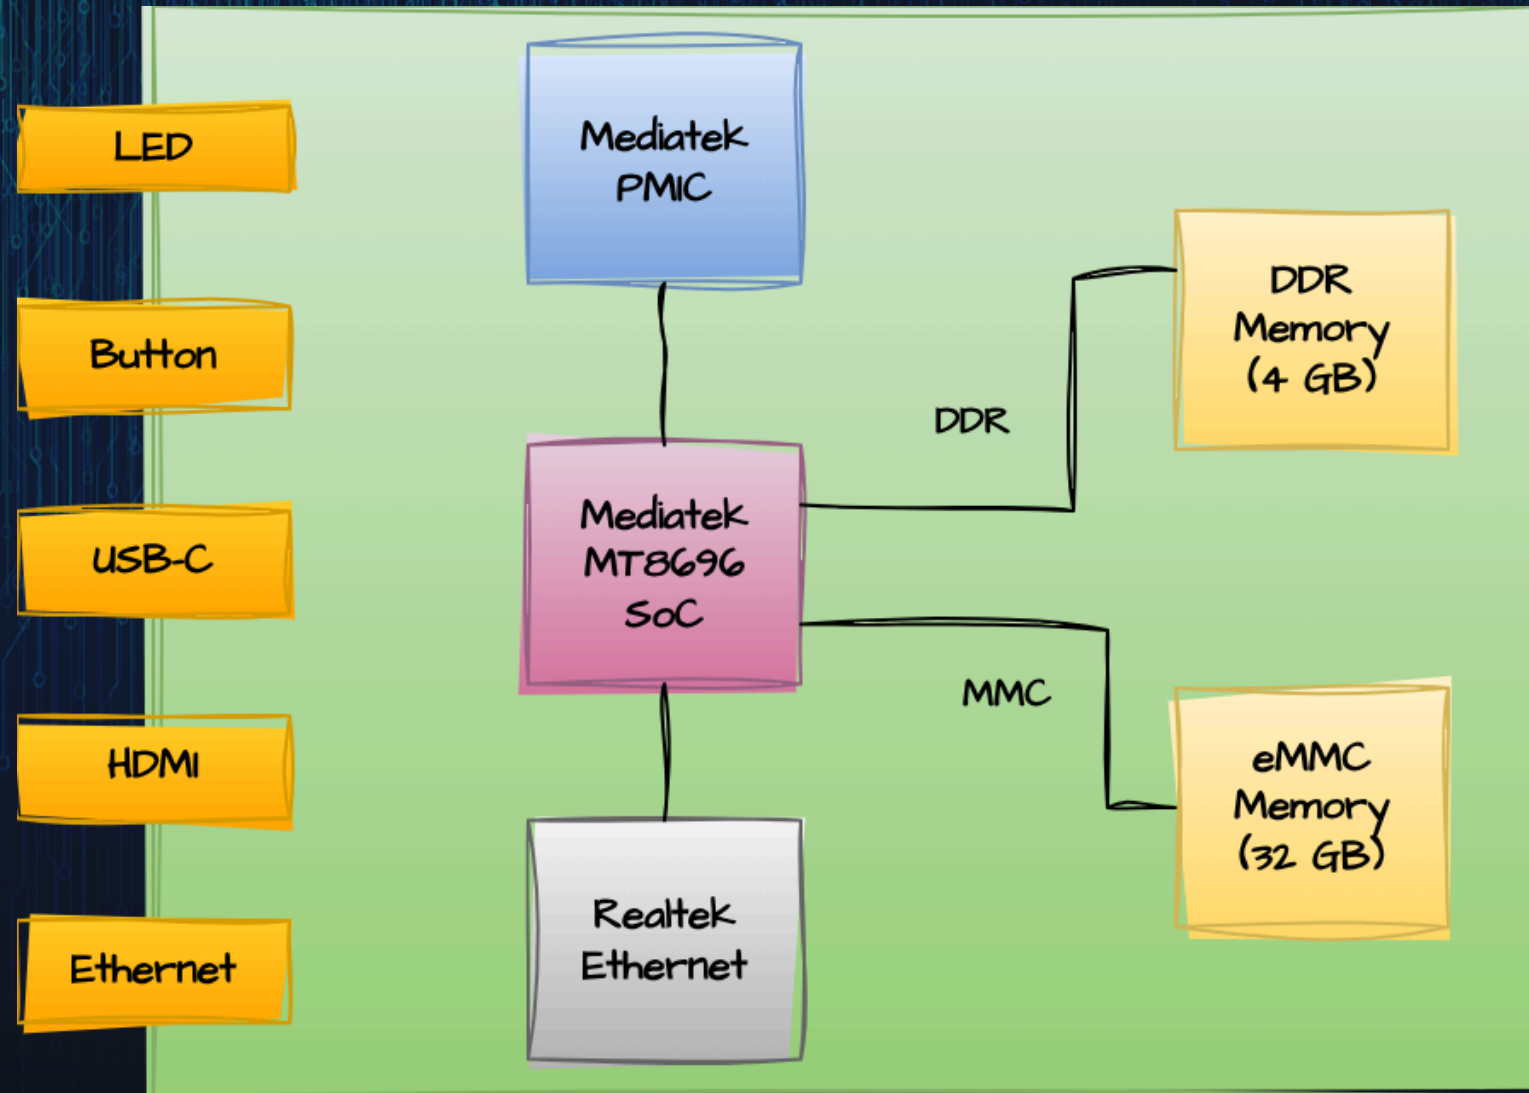 LED
Button
USB-C
HDMI
Ethernet
Mediatek
PMIC
Mediatek
MT8696
SoC
Realtek
Ethernet
DDR
MMC
DDR
Memory
(4 GB)
eMMC
Memory
(32 GB)